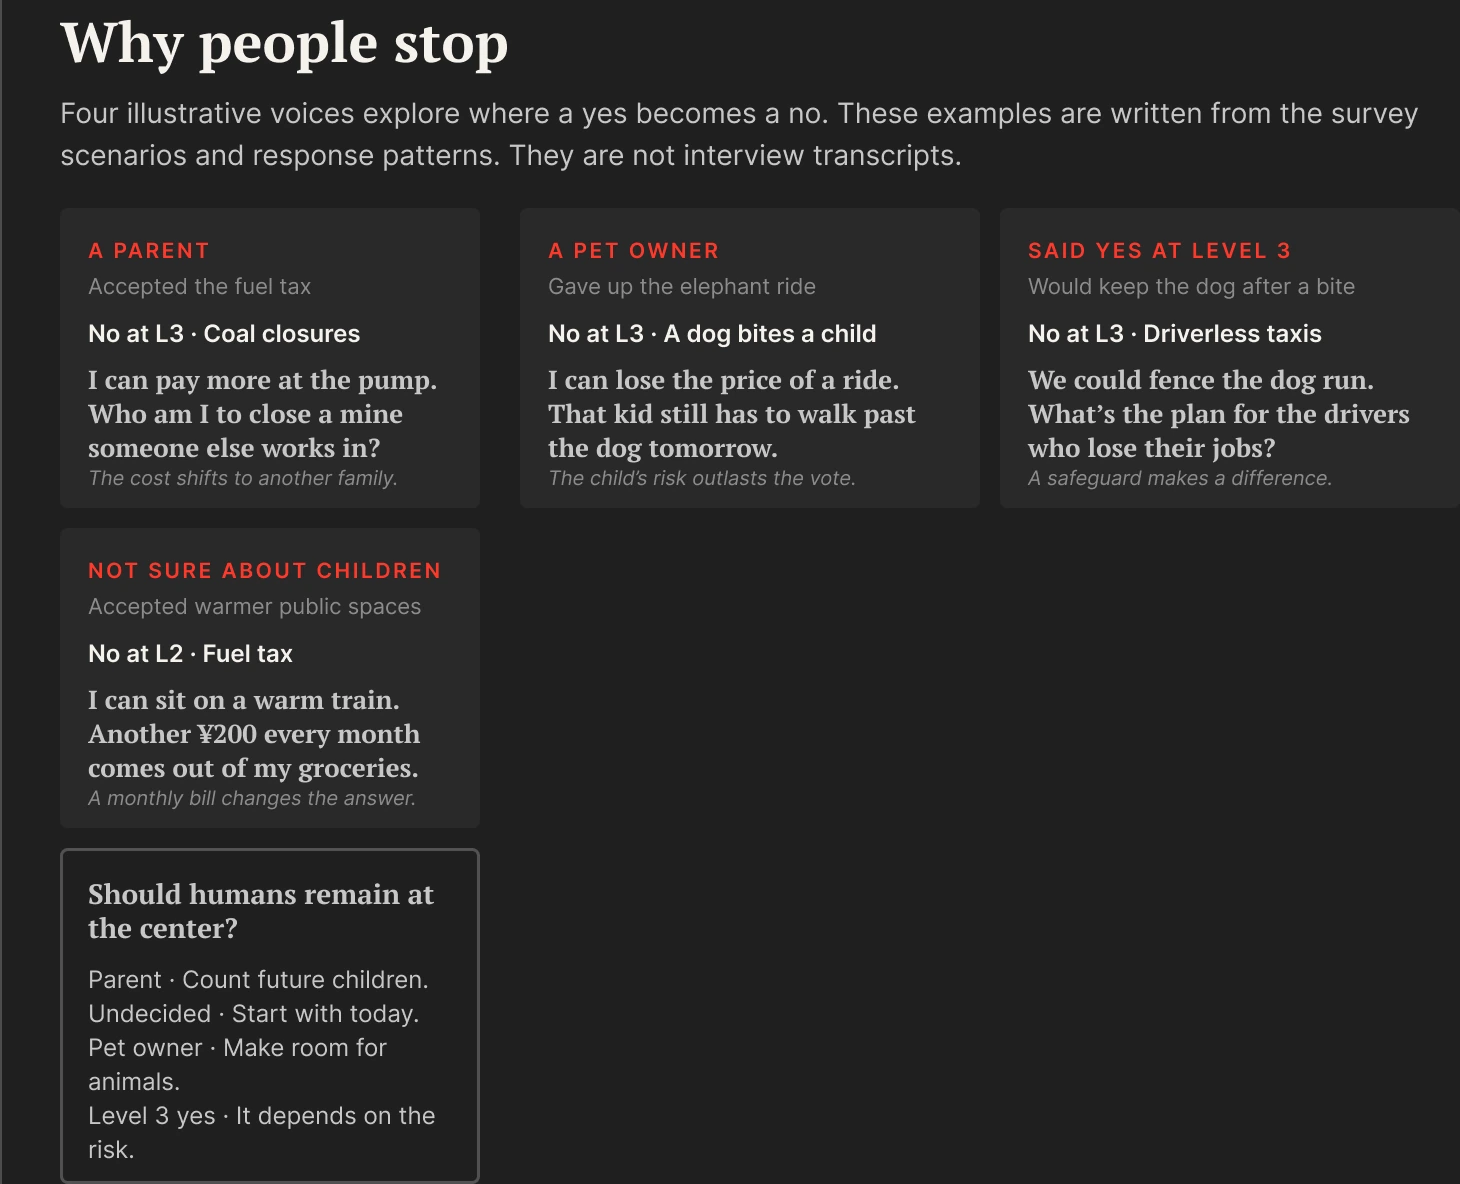 Why people stop
Four illustrative voices explore where a yes becomes a no. These examples are written from the survey
scenarios and response patterns. They are not interview transcripts.
A PARENT
Accepted the fuel tax
No at L3 · Coal closures
I can pay more at the pump.
Who am I to close a mine
someone else works in?
The cost shifts to another family.
A PET OWNER
Gave up the elephant ride
No at L3 · A dog bites a child
I can lose the price of a ride.
That kid still has to walk past
the dog tomorrow.
The child’s risk outlasts the vote.
SAID YES AT LEVEL 3
Would keep the dog after a bite
No at L3 · Driverless taxis
We could fence the dog run.
What’s the plan for the drivers
who lose their jobs?
A safeguard makes a difference.
NOT SURE ABOUT CHILDREN
Accepted warmer public spaces
No at L2 · Fuel tax
I can sit on a warm train.
Another ¥200 every month
comes out of my groceries.
A monthly bill changes the answer.
Should humans remain at
the center?
Parent · Count future children.
Undecided · Start with today.
Pet owner · Make room for
animals.
Level 3 yes · It depends on the
risk.